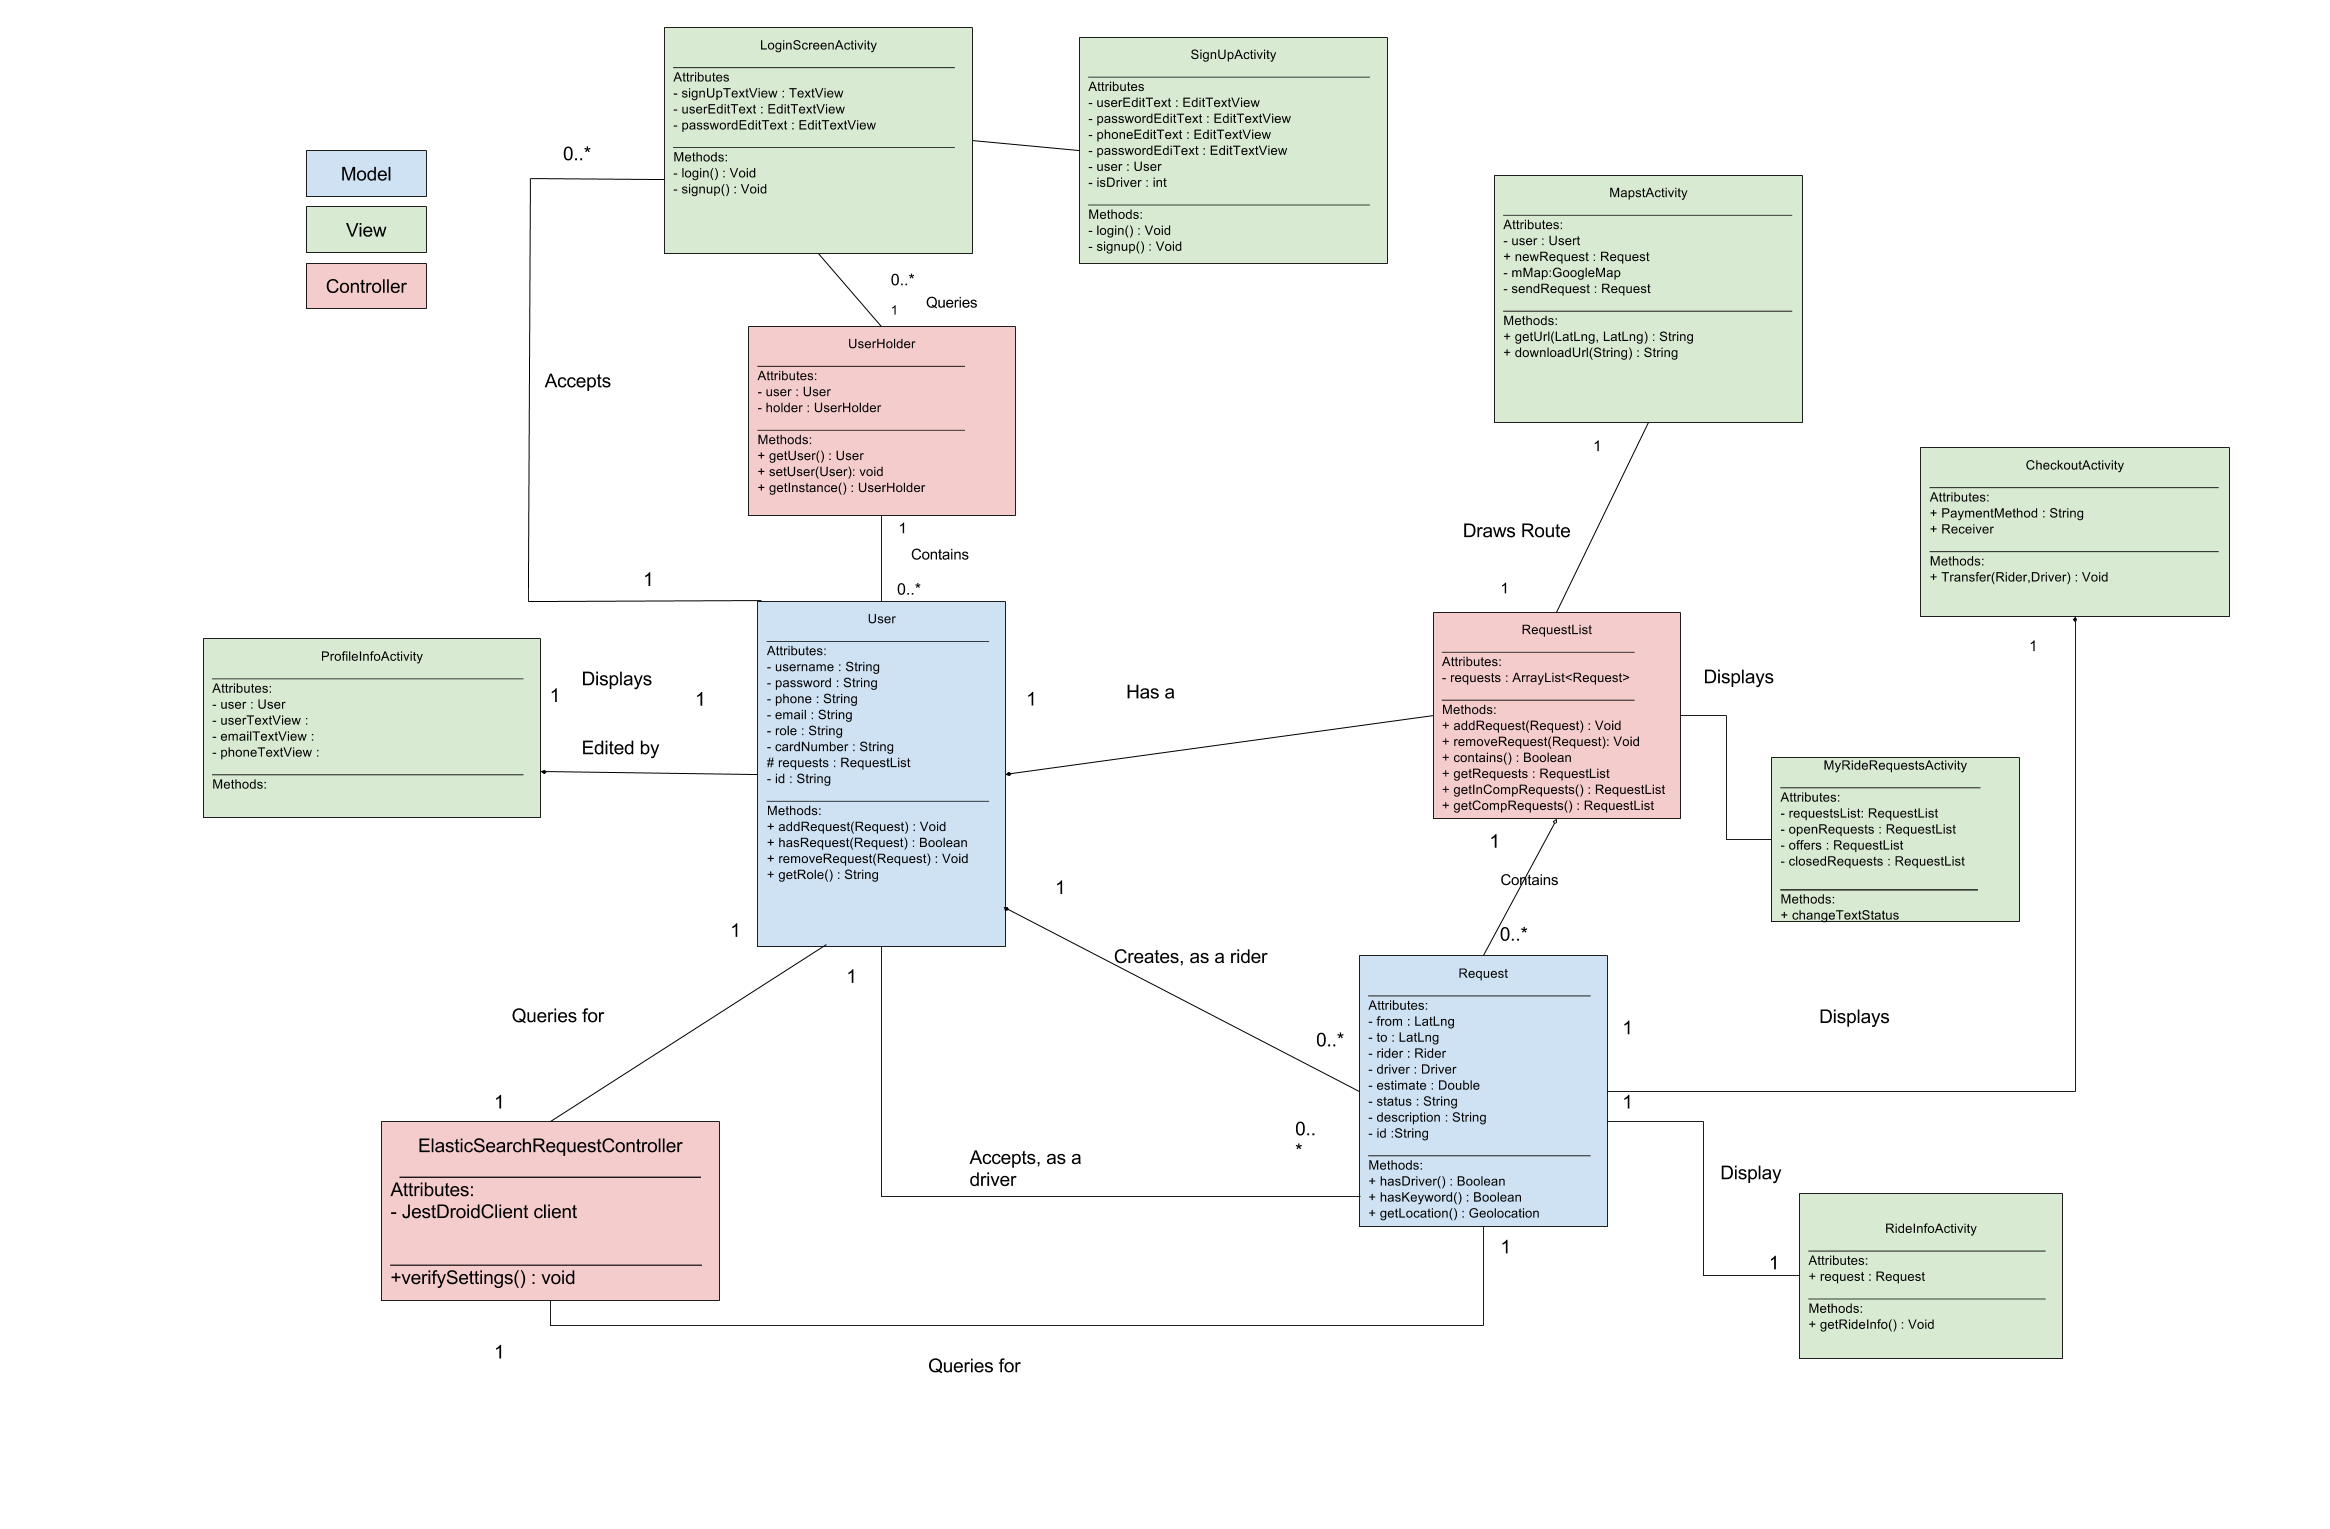 LoginScreenActivity
Attributes
- signUpTextView : TextView
- userEditText : EditTextView
- passwordEditText : EditTextView
Methods:
- login() : Void
- signup() : Void
SignUpActivity
Attributes
- userEditText : EditTextView
- passwordEditText : EditTextView
- phoneEditText : EditTextView
- passwordEdiText : EditTextView
- user : User
- isDriver : int
Methods:
- login() : Void
- signup() : Void
Model
View
Controller
0..*
Accepts
1
0..*
1
Queries
UserHolder
Attributes:
- user : User
- holder : UserHolder
Methods:
+ getUser() : User
+ setUser(User): void
+ getInstance() : UserHolder
1
Contains
0..*
MapstActivity
Attributes:
- user : Usert
+ newRequest : Request
- mMap:GoogleMap
- sendRequest : Request
Methods:
+ getUrl(LatLng, LatLng) : String
+ downloadUrl(String) : String
1
Draws Route
1
CheckoutActivity
Attributes:
+ PaymentMethod : String
+ Receiver
Methods:
+ Transfer(Rider,Driver) : Void
1
ProfileInfoActivity
Attributes:
- user : User
- userTextView :
- emailTextView :
- phoneTextView :
Methods:
1
Displays
1
Edited by
User
Attributes:
- username : String
- password : String
- phone : String
- email : String
- role : String
- cardNumber : String
# requests : RequestList
- id : String
Methods:
+ addRequest(Request) : Void
+ hasRequest(Request) : Boolean
+ removeRequest(Request) : Void
+ getRole() : String
1
Has a
RequestList
Attributes:
- requests : ArrayList<Request>
Methods:
+ addRequest(Request) : Void
+ removeRequest(Request): Void
+ contains() : Boolean
+ getRequests : RequestList
+ getInCompRequests() : RequestList
+ getCompRequests() : RequestList
Displays
MyRideRequestsActivity
Attributes:
- requestsList: RequestList
- openRequests : RequestList
- offers : RequestList
- closedRequests : RequestList
Methods:
+ changeTextStatus
1
Contains
0..*
1
Creates, as a rider
0..*
1
1
Queries for
1
Accepts, as a
driver
0..
*
Request
Attributes:
- from : LatLng
- to : LatLng
- rider : Rider
- driver : Driver
- estimate : Double
- status : String
- description : String
- id :String
Methods:
+ hasDriver() : Boolean
+ hasKeyword() : Boolean
+ getLocation() : Geolocation
1
Displays
1
Display
1
RideInfoActivity
Attributes:
+ request : Request
Methods:
+ getRideInfo() : Void
ElasticSearchRequestController
Attributes:
- JestDroidClient client
+verifySettings() : void
1
1
Queries for